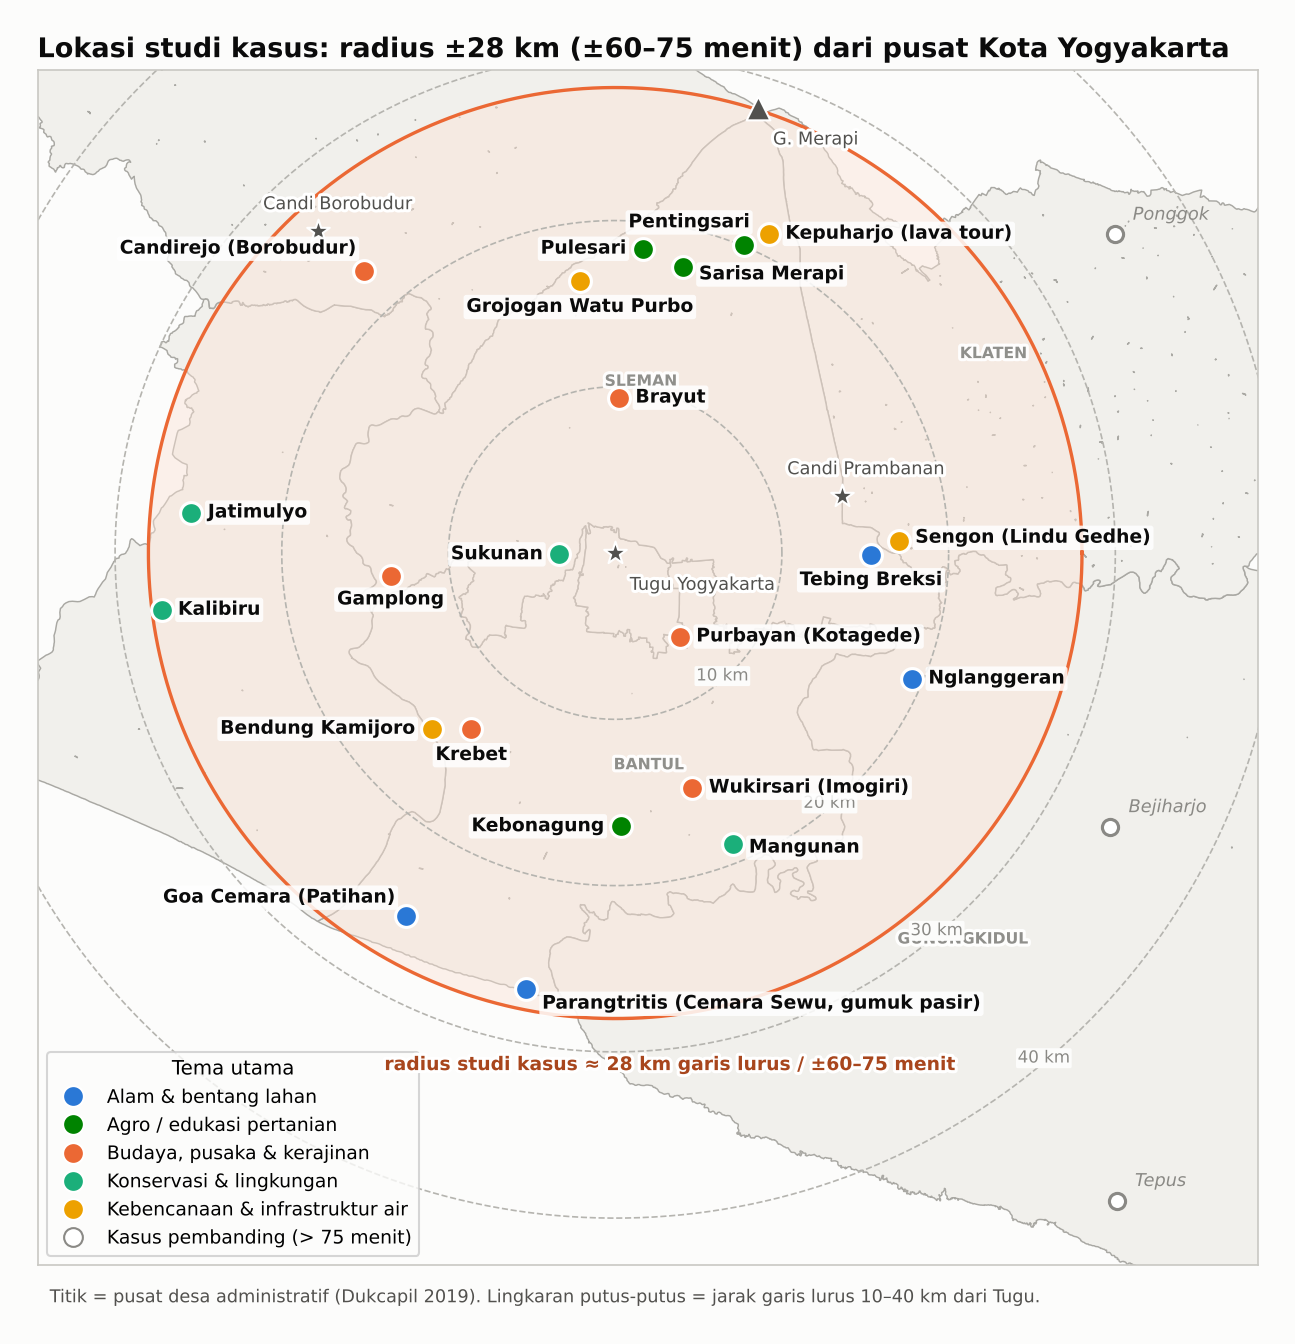 Lokasi studi kasus: radius ±28 km (±60–75 menit) dari pusat Kota Yogyakarta
G. Merapi
Candi Borobudur
Ponggok
Pentingsari
Kepuharjo (lava tour)
Candirejo (Borobudur)
Pulesari
Sarisa Merapi
Grojogan Watu Purbo
KLATEN
SLEMAN
Brayut
Candi Prambanan
Jatimulyo
Sengon (Lindu Gedhe)
Sukunan
Tebing Breksi
Tugu Yogyakarta
Gamplong
Kalibiru
Purbayan (Kotagede)
10 km
Nglanggeran
Bendung Kamijoro
Krebet
BANTUL
Wukirsari (Imogiri)
20 km
Bejiharjo
Kebonagung
Mangunan
Goa Cemara (Patihan)
30 km
GUNUNGKIDUL
Parangtritis (Cemara Sewu, gumuk pasir)
40 km
radius studi kasus ≈ 28 km garis lurus / ±60–75 menit
Tepus
Tema utama
Alam & bentang lahan
Agro / edukasi pertanian
Budaya, pusaka & kerajinan
Konservasi & lingkungan
Kebencanaan & infrastruktur air
Kasus pembanding (> 75 menit)
Titik = pusat desa administratif (Dukcapil 2019). Lingkaran putus-putus = jarak garis lurus 10–40 km dari Tugu.